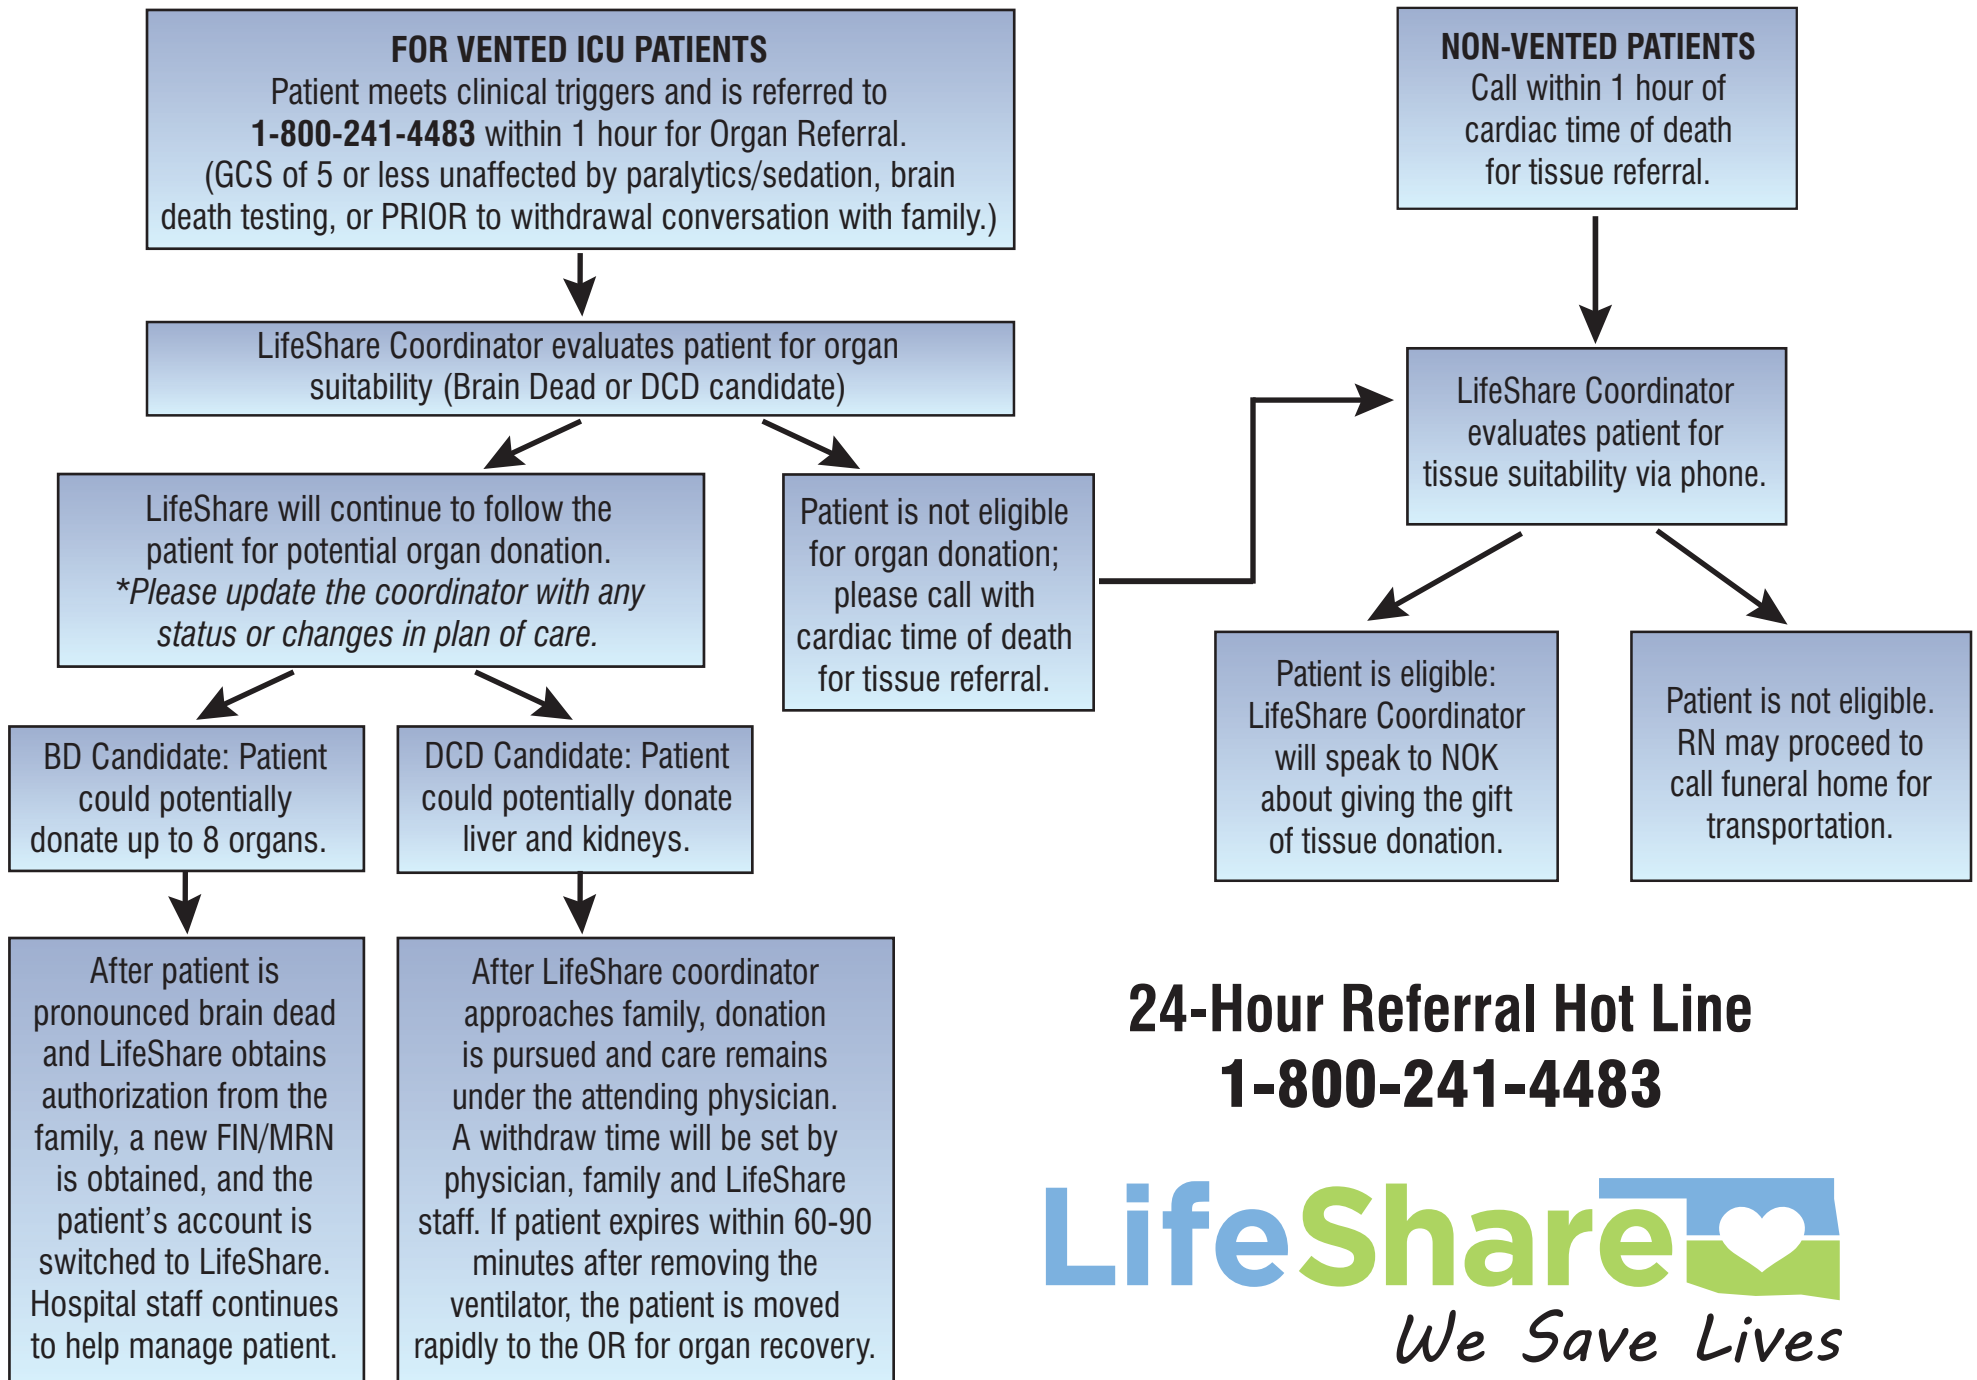 FOR VENTED ICU PATIENTS
Patient meets clinical triggers and is referred to
1-800-241-4483 within 1 hour for Organ Referral.
(GCS of 5 or less unaffected by paralytics/sedation, brain
death testing, or PRIOR to withdrawal conversation with family.)
LifeShare Coordinator evaluates patient for organ
suitability (Brain Dead or DCD candidate)
LifeShare will continue to follow the
patient for potential organ donation.
*Please update the coordinator with any
status or changes in plan of care.
Patient is not eligible
for organ donation;
please call with
cardiac time of death
for tissue referral.
BD Candidate: Patient
could potentially
donate up to 8 organs.
DCD Candidate: Patient
could potentially donate
liver and kidneys.
After patient is
pronounced brain dead
and LifeShare obtains
authorization from the
family, a new FIN/MRN
is obtained, and the
patient's account is
switched to LifeShare.
Hospital staff continues
to help manage patient.
After LifeShare coordinator
approaches family, donation
is pursued and care remains
under the attending physician.
A withdraw time will be set by
physician, family and LifeShare
staff. If patient expires within 60-90
minutes after removing the
ventilator, the patient is moved
rapidly to the OR for organ recovery.
NON-VENTED PATIENTS
Call within 1 hour of
cardiac time of death
for tissue referral.
LifeShare Coordinator
evaluates patient for
tissue suitability via phone.
Patient is eligible:
LifeShare Coordinator
will speak to NOK
about giving the gift
of tissue donation.
Patient is not eligible.
RN may proceed to
call funeral home for
transportation.
24-Hour Referral Hot Line
1-800-241-4483
LifeShare
We Save Lives